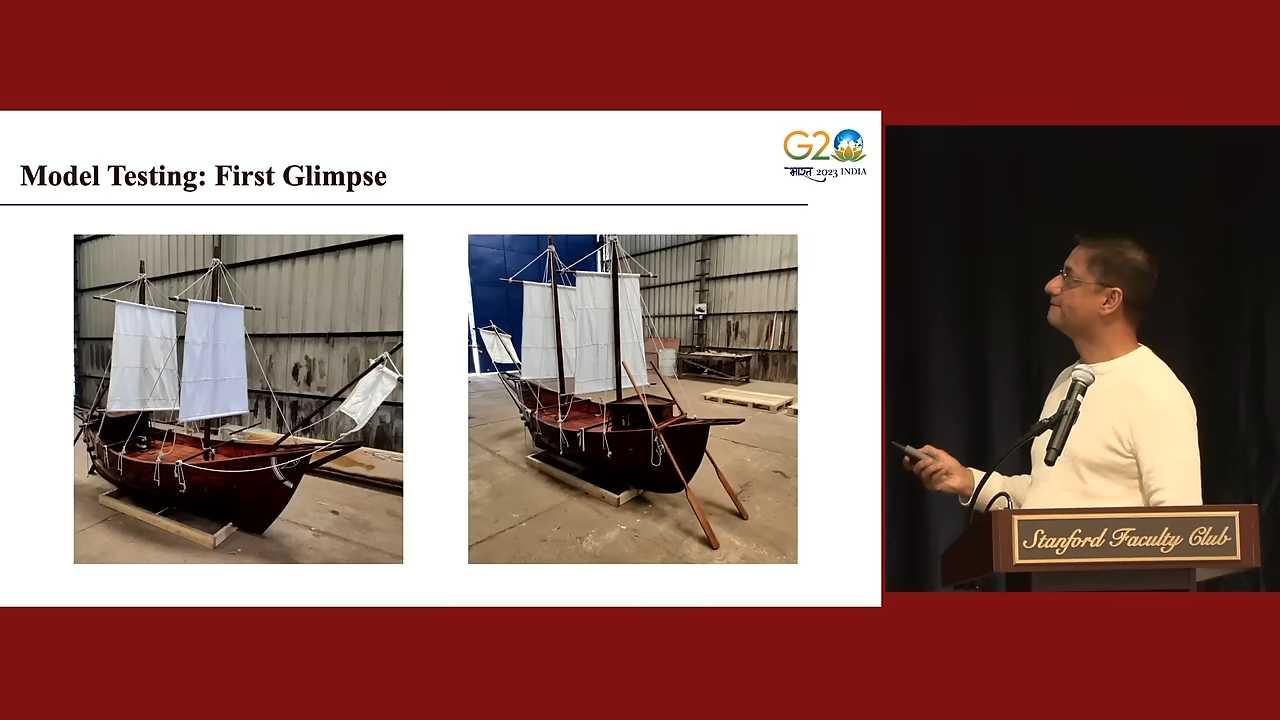 Model Testing: First Glimpse
G20
भारत 2023 INDIA
Stanford Faculty Club